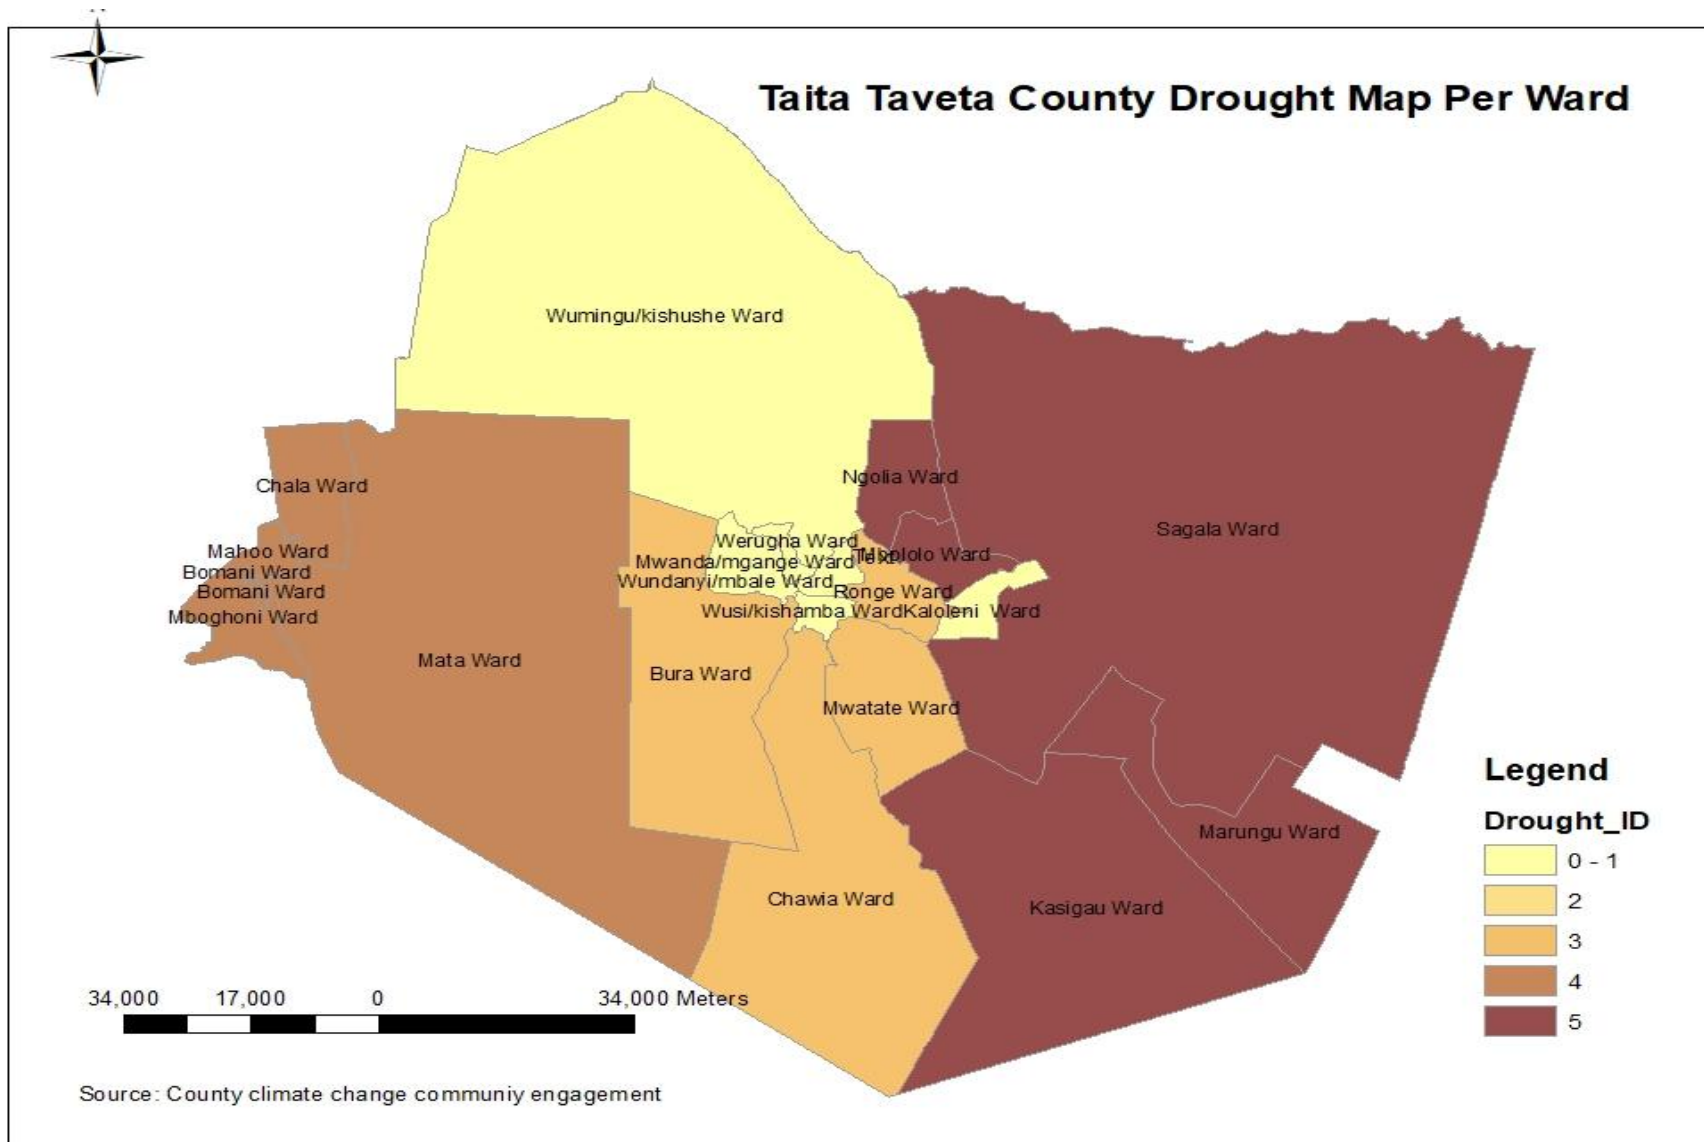 Taita Taveta County Drought Map Per Ward
Wumingu/kishushe Ward
Ngolia Ward
Chala Ward
Sagala Ward
Werugha Ward
Mahoo Ward
Mwanda/mgange Ward
Mbololo Ward
Bomani Ward
Wundanyi/mbale Ward
Bomani Ward
Ronge Ward
Mboghoni Ward
Wusi/kishamba Ward
Kaloleni Ward
Mata Ward
Bura Ward
Mwatate Ward
Marungu Ward
Chawia Ward
Kasigau Ward
Legend
Drought_ID
0 - 1
2
3
4
5
34,000 17,000 0 34,000 Meters
Source: County climate change communiy engagement